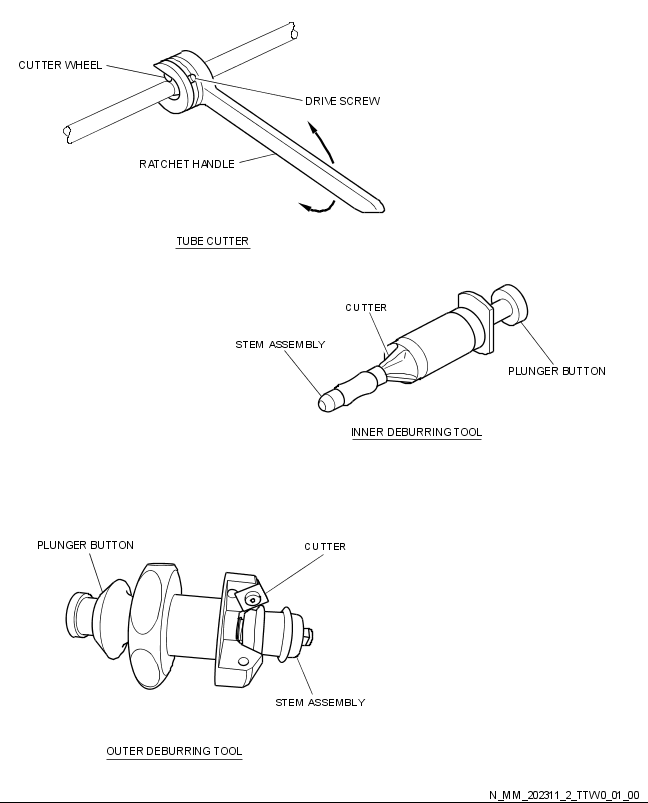 CUTTER WHEEL
DRIVE SCREW
RATCHET HANDLE
TUBE CUTTER
CUTTER
STEM ASSEMBLY
PLUNGER BUTTON
INNER DEBURRING TOOL
PLUNGER BUTTON
CUTTER
STEM ASSEMBLY
OUTER DEBURRING TOOL
N_MM_202311_2_TTW0_01_00